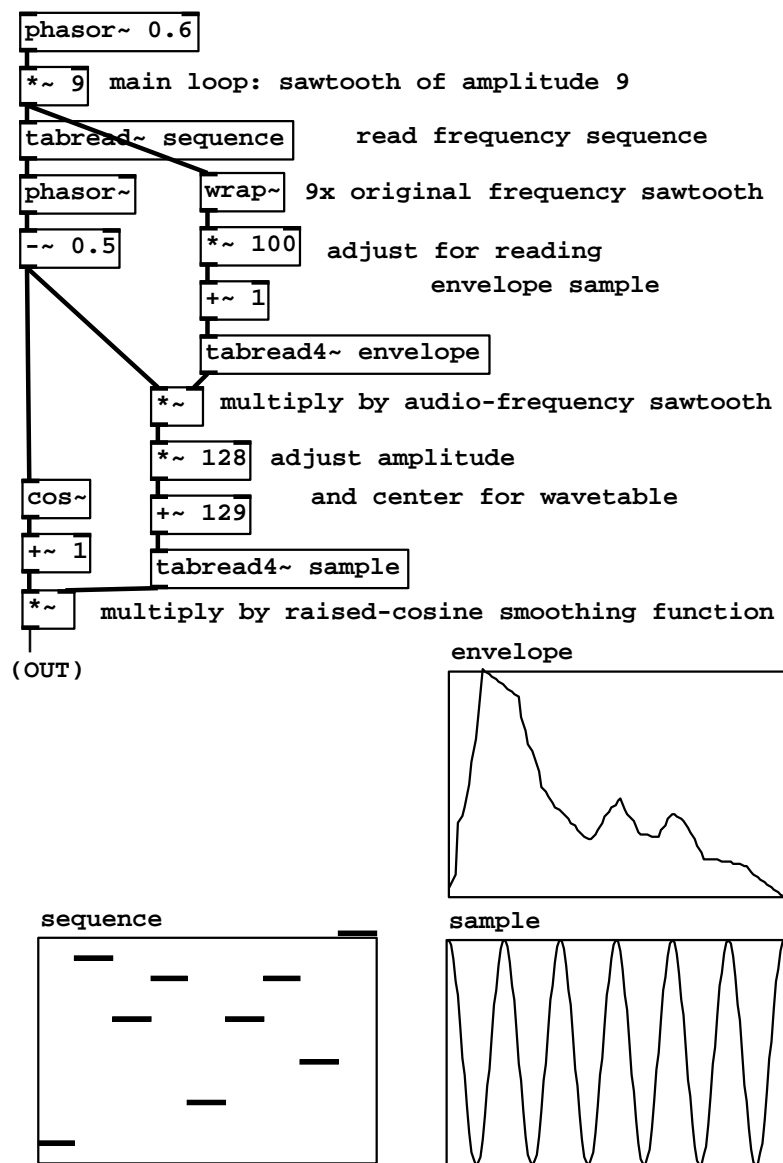 phasor~ 0.6
*~ 9 main loop: sawtooth of amplitude 9
tabread~ sequence read frequency sequence
phasor~ wrap~ 9x original frequency sawtooth
-~ 0.5 *~ 100 adjust for reading
+~ 1 envelope sample
tabread4~ envelope
*~ multiply by audio-frequency sawtooth
*~ 128 adjust amplitude
cos~ +~ 129 and center for wavetable
+~ 1 tabread4~ sample
*~ multiply by raised-cosine smoothing function
(OUT)
envelope
sequence sample